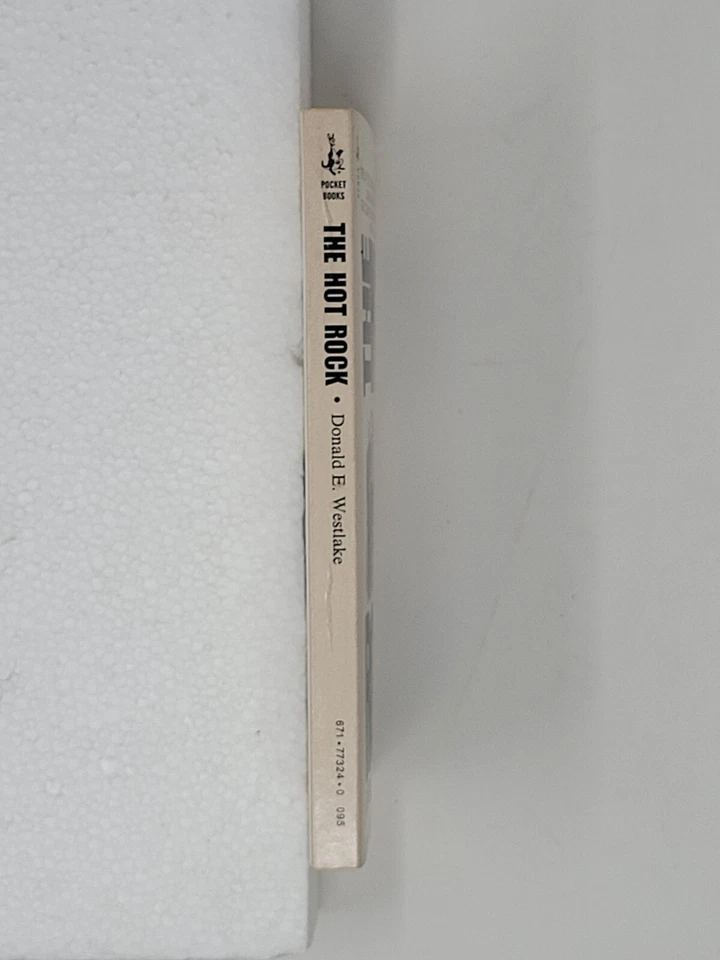 POCKET
BOOKS
THE HOT ROCK • Donald E. Westlake
671•77324•0 095